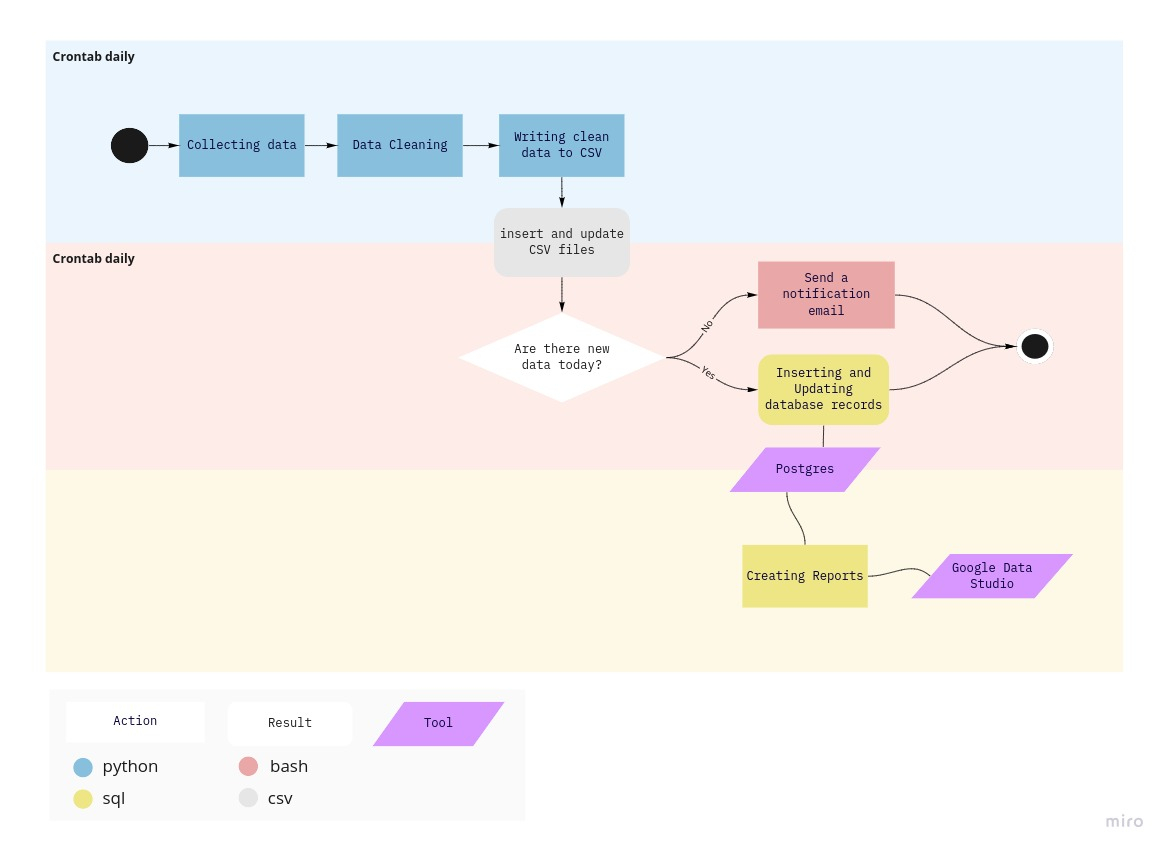 Crontab daily
Collecting data
Data Cleaning
Writing clean
data to CSV
insert and update
CSV files
Crontab daily
Are there new
data today?
No
Yes
Send a
notification
email
Inserting and
Updating
database records
Postgres
Creating Reports
Google Data
Studio
Action
Result
Tool
python
bash
sql
csv
miro